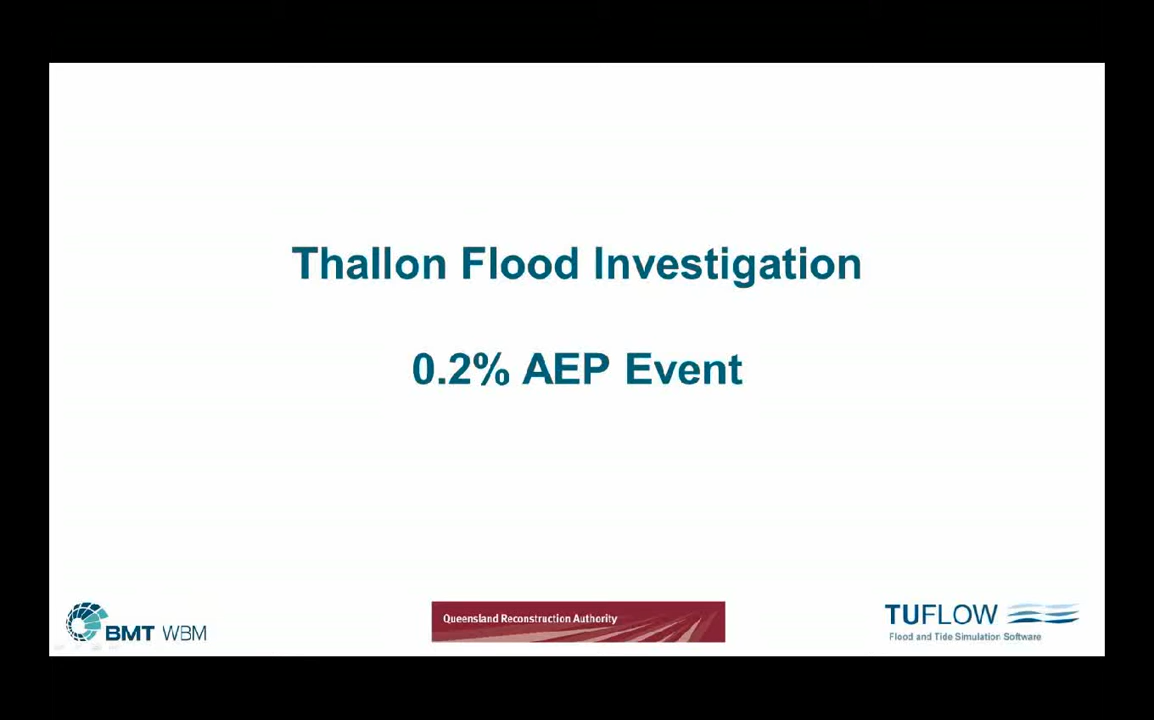 Thallon Flood Investigation
0.2% AEP Event
BMT WBM
Queensland Reconstruction Authority
TUFLOW
Flood and Tide Simulation Software